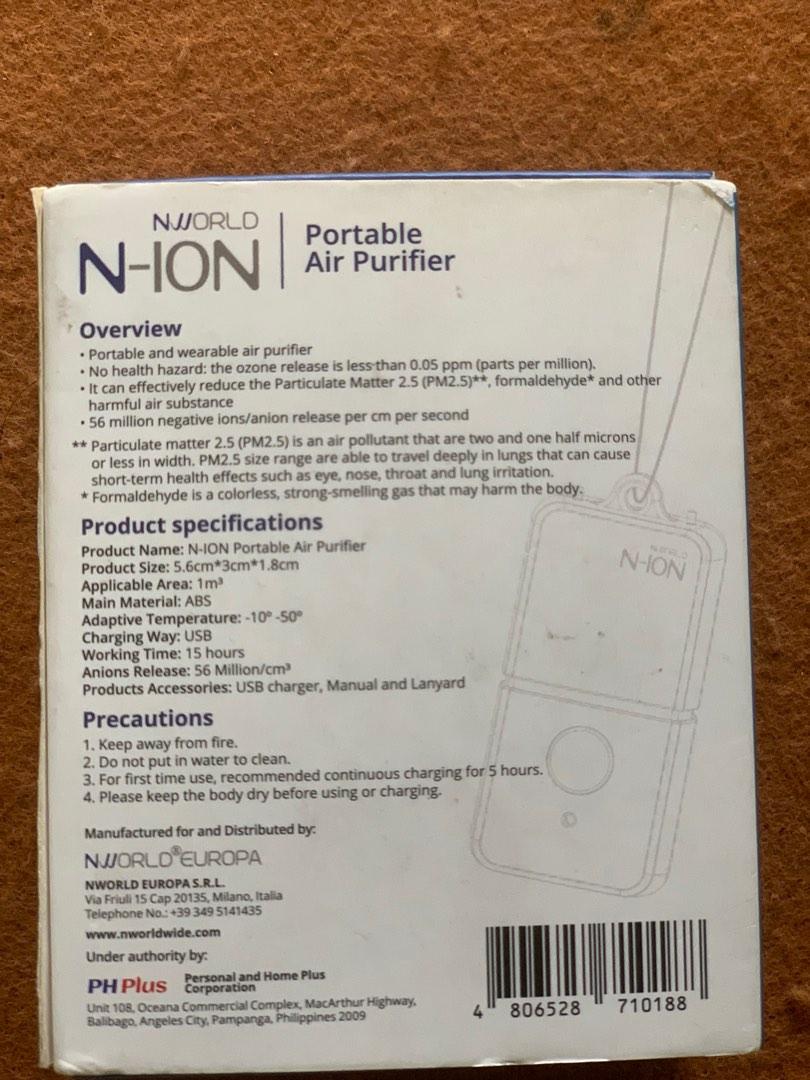 NWORLD
N-ION
Portable
Air Purifier
Overview
• Portable and wearable air purifier
• No health hazard: the ozone release is less than 0.05 ppm (parts per million).
• It can effectively reduce the Particulate Matter 2.5 (PM2.5)**, formaldehyde* and other
harmful air substance
• 56 million negative ions/anion release per cm per second
** Particulate matter 2.5 (PM2.5) is an air pollutant that are two and one half microns
or less in width. PM2.5 size range are able to travel deeply in lungs that can cause
short-term health effects such as eye, nose, throat and lung irritation.
* Formaldehyde is a colorless, strong-smelling gas that may harm the body.
Product specifications
Product Name: N-ION Portable Air Purifier
Product Size: 5.6cm*3cm*1.8cm
Applicable Area: 1m³
Main Material: ABS
Adaptive Temperature: -10° -50°
Charging Way: USB
Working Time: 15 hours
Anions Release: 56 Million/cm³
Products Accessories: USB charger, Manual and Lanyard
NWORLD
N-ION
Precautions
1. Keep away from fire.
2. Do not put in water to clean.
3. For first time use, recommended continuous charging for 5 hours.
4. Please keep the body dry before using or charging.
Manufactured for and Distributed by:
NWORLD®EUROPA
NWORLD EUROPA S.R.L.
Via Friuli 15 Cap 20135, Milano, Italia
Telephone No.: +39 349 5141435
www.nworldwide.com
Under authority by:
PH Plus Personal and Home Plus
Corporation
Unit 108, Oceana Commercial Complex, MacArthur Highway,
Balibago, Angeles City, Pampanga, Philippines 2009
4 806528 710188